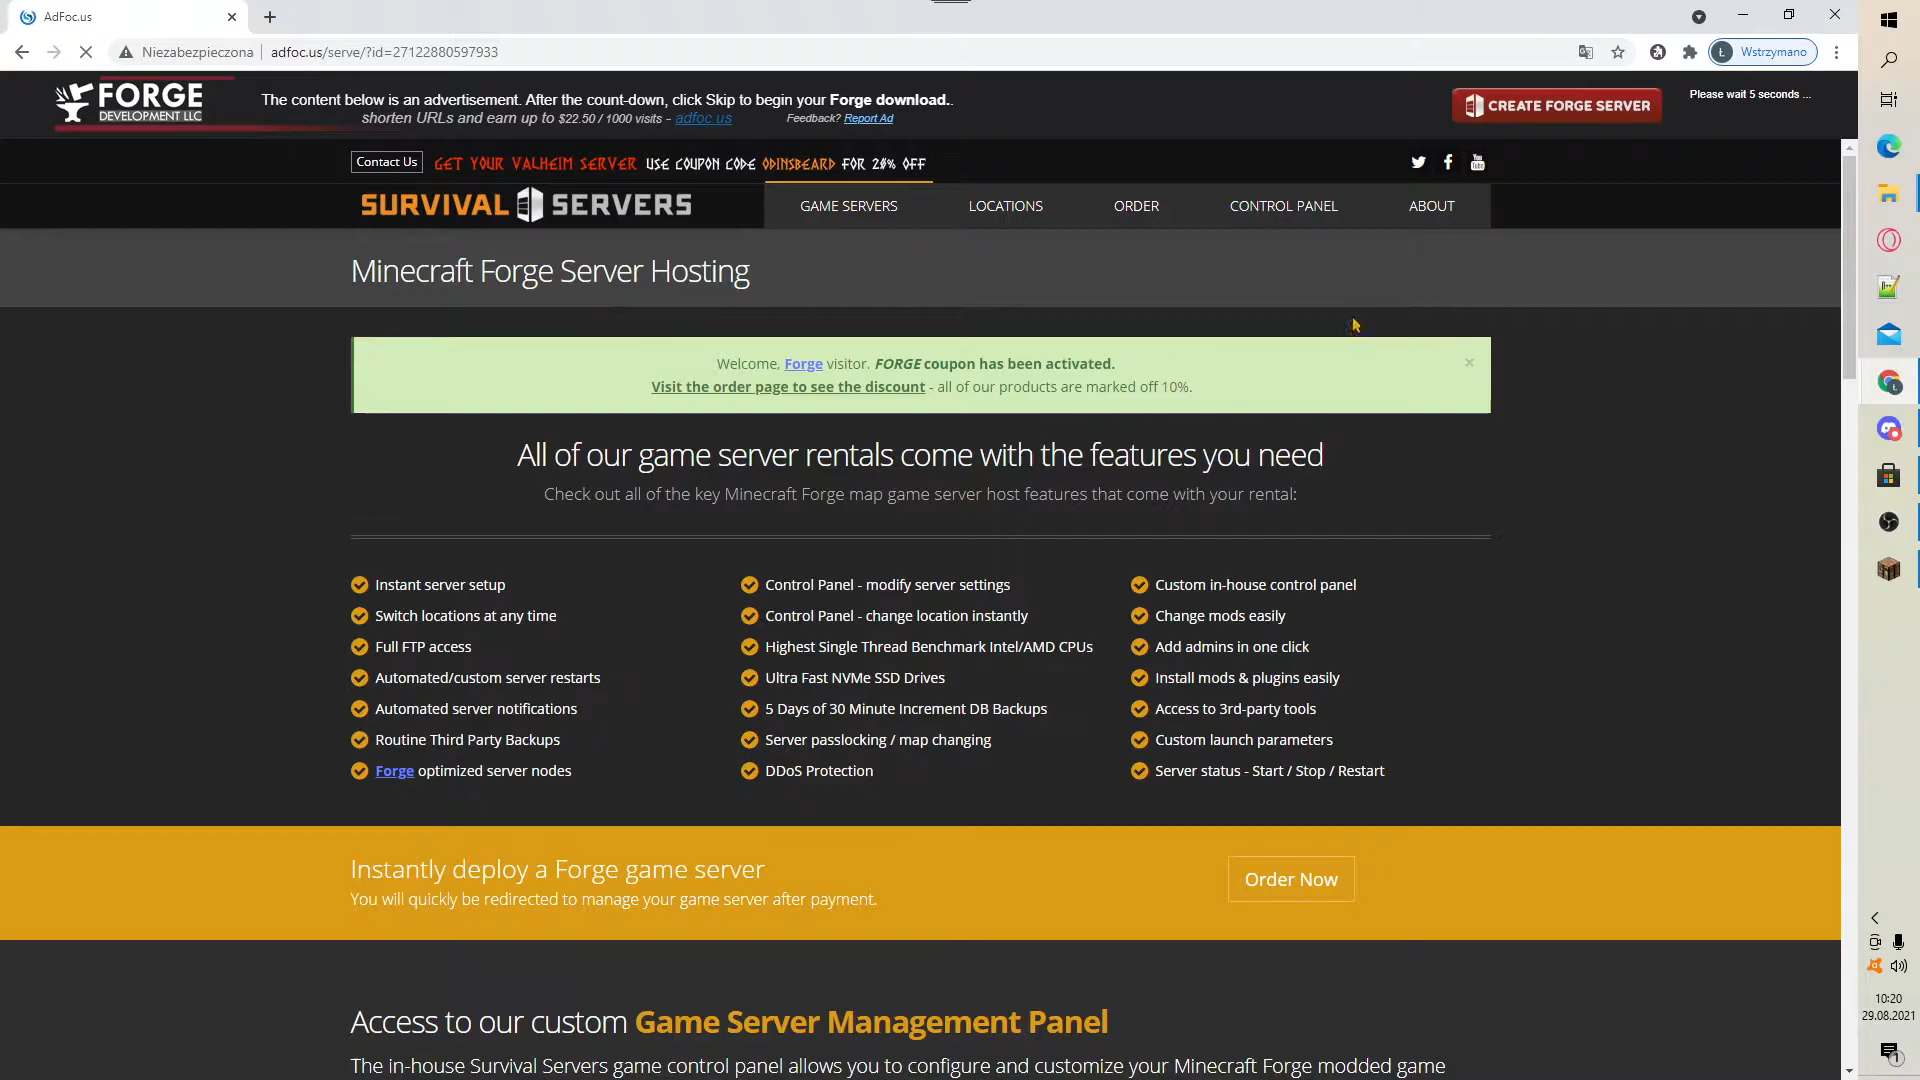 AdFoc.us
Niezabezpieczona
adfoc.us/serve/?id=27122880597933
Ł
Wstrzymano
FORGE
DEVELOPMENT LLC
The content below is an advertisement. After the count-down, click Skip to begin your Forge download..
shorten URLs and earn up to $22.50 / 1000 visits - adfoc.us
Feedback? Report Ad
CREATE FORGE SERVER
Please wait 5 seconds ...
Contact Us
GET YOUR VALHEIM SERVER USE COUPON CODE ODINSBEARD FOR 20% OFF
You Tube
SURVIVAL SERVERS
GAME SERVERS
LOCATIONS
ORDER
CONTROL PANEL
ABOUT
Minecraft Forge Server Hosting
Welcome, Forge visitor. FORGE coupon has been activated.
Visit the order page to see the discount - all of our products are marked off 10%.
All of our game server rentals come with the features you need
Check out all of the key Minecraft Forge map game server host features that come with your rental:
Instant server setup
Switch locations at any time
Full FTP access
Automated/custom server restarts
Automated server notifications
Routine Third Party Backups
Forge optimized server nodes
Control Panel - modify server settings
Control Panel - change location instantly
Highest Single Thread Benchmark Intel/AMD CPUs
Ultra Fast NVMe SSD Drives
5 Days of 30 Minute Increment DB Backups
Server passlocking / map changing
DDoS Protection
Custom in-house control panel
Change mods easily
Add admins in one click
Install mods & plugins easily
Access to 3rd-party tools
Custom launch parameters
Server status - Start / Stop / Restart
Instantly deploy a Forge game server
You will quickly be redirected to manage your game server after payment.
Order Now
Access to our custom Game Server Management Panel
The in-house Survival Servers game control panel allows you to configure and customize your Minecraft Forge modded game
10:20
29.08.2021
1